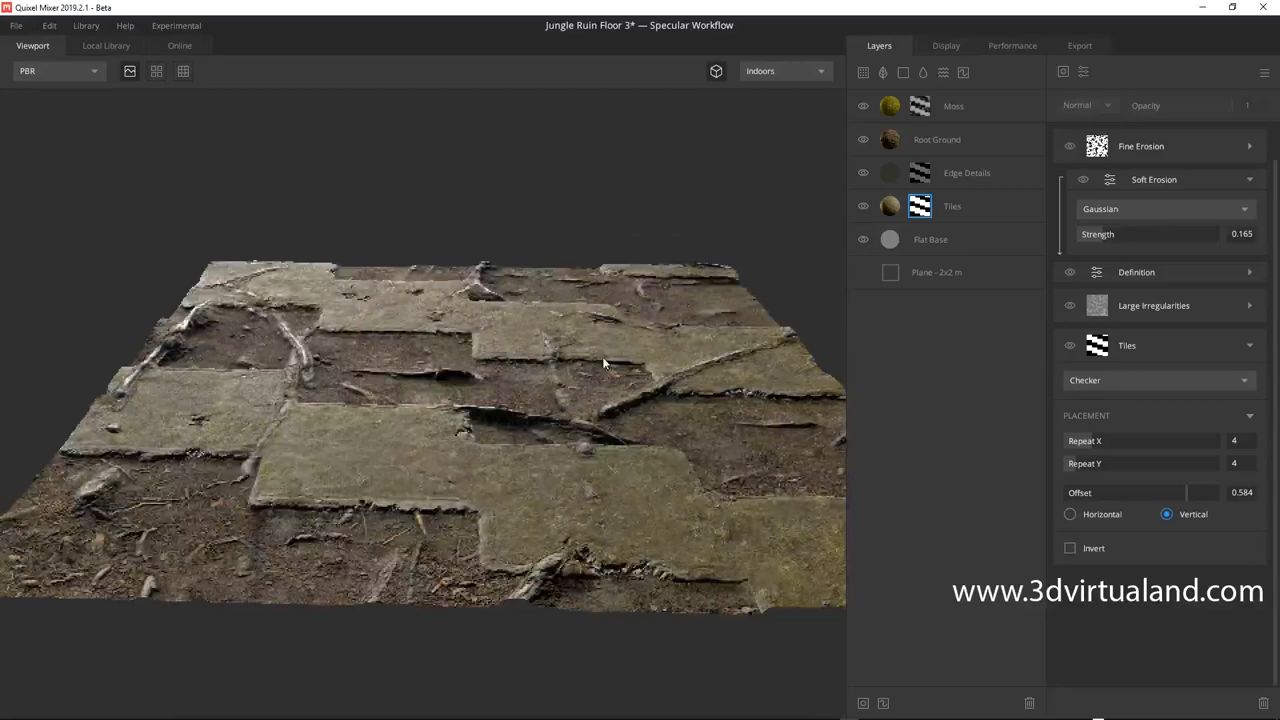 Quixel Mixer 2019.2.1 - Beta
File Edit Library Help Experimental
Jungle Ruin Floor 3* — Specular Workflow
Viewport Local Library Online
Layers Display Performance Export
PBR
Indoors
Moss
Root Ground
Edge Details
Tiles
Flat Base
Plane - 2x2 m
Normal Opacity 1
Fine Erosion
Soft Erosion
Gaussian
Strength 0.165
Definition
Large Irregularities
Tiles
Checker
PLACEMENT
Repeat X 4
Repeat Y 4
Offset 0.584
Horizontal Vertical
Invert
www.3dvirtualand.com